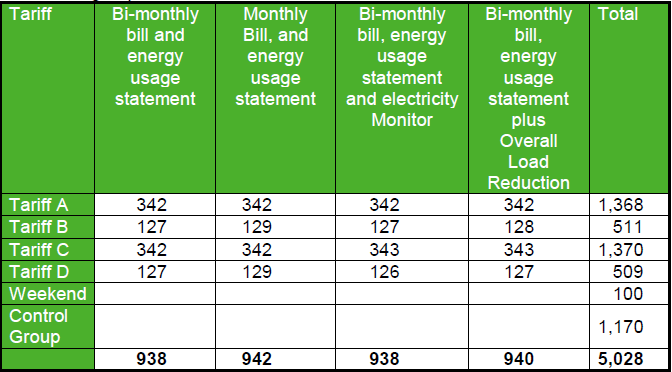 Tariff
Bi-monthly
bill and
energy
usage
statement
Monthly
Bill, and
energy
usage
statement
Bi-monthly
bill, energy
usage
statement
and electricity
Monitor
Bi-monthly
bill,
energy
usage
statement
plus
Overall
Load
Reduction
Total
Tariff A 342 342 342 342 1,368
Tariff B 127 129 127 128 511
Tariff C 342 342 343 343 1,370
Tariff D 127 129 126 127 509
Weekend 100
Control
Group 1,170
938 942 938 940 5,028